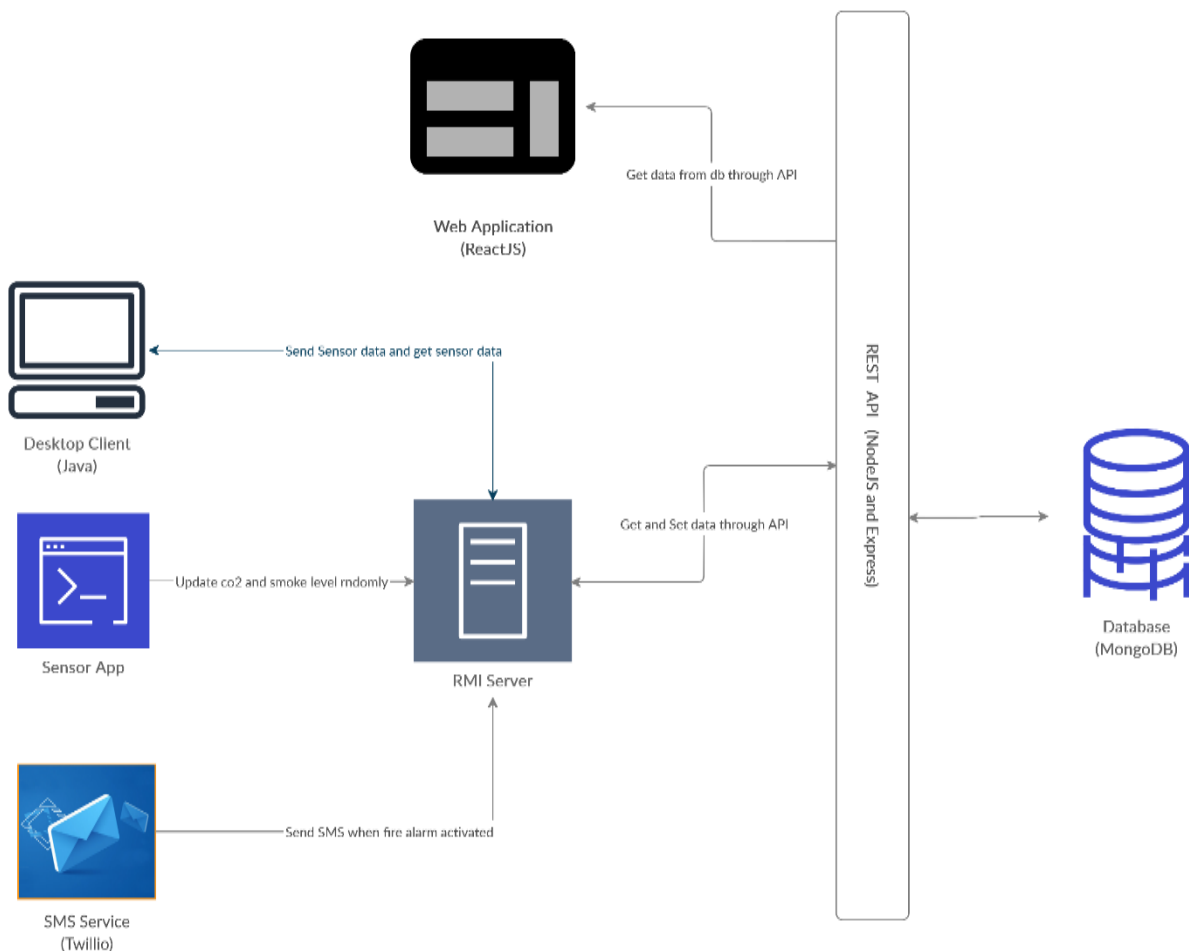 Get data from db through API
Web Application
(ReactJS)
Send Sensor data and get sensor data
Desktop Client
(Java)
REST API (NodeJS and Express)
Get and Set data through API
Update co2 and smoke level rndomly
Sensor App
RMI Server
Database
(MongoDB)
Send SMS when fire alarm activated
SMS Service
(Twillio)